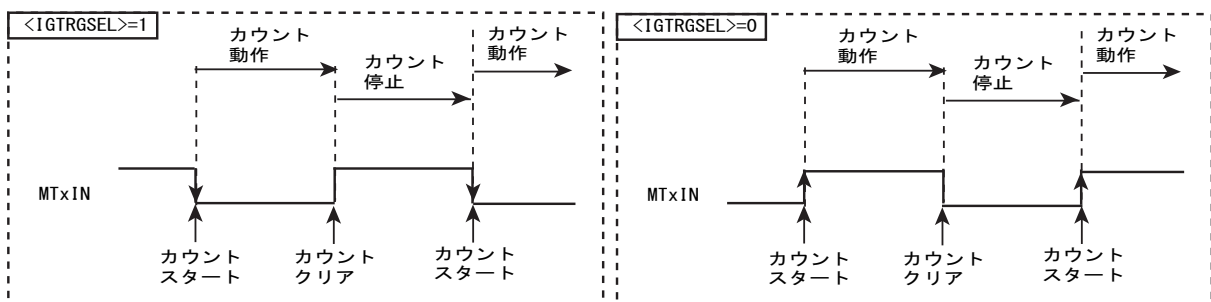 <IGTRGSEL>=1
カウント
動作
カウント
停止
カウント
動作
MTxIN
カウント
スタート
カウント
クリア
カウント
スタート
<IGTRGSEL>=0
カウント
動作
カウント
停止
カウント
動作
MTxIN
カウント
スタート
カウント
クリア
カウント
スタート